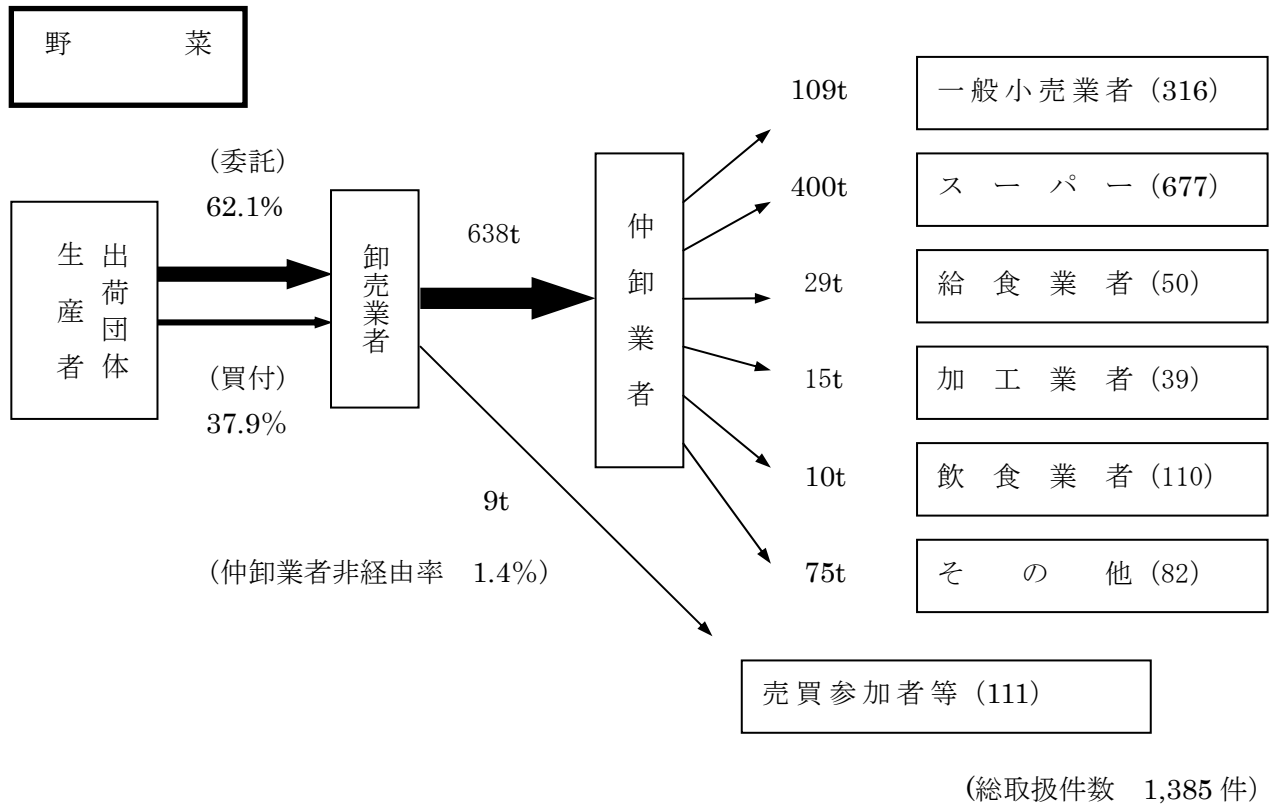 野 菜
出荷団体
生産者
(委託)
62.1%
(買付)
37.9%
卸売業者
638t
9t
(仲卸業者非経由率 1.4%)
仲卸業者
109t
一般小売業者 (316)
400t
スーパー (677)
29t
給食業者 (50)
15t
加工業者 (39)
10t
飲食業者 (110)
75t
その他 (82)
売買参加者等 (111)
(総取扱件数 1,385 件)